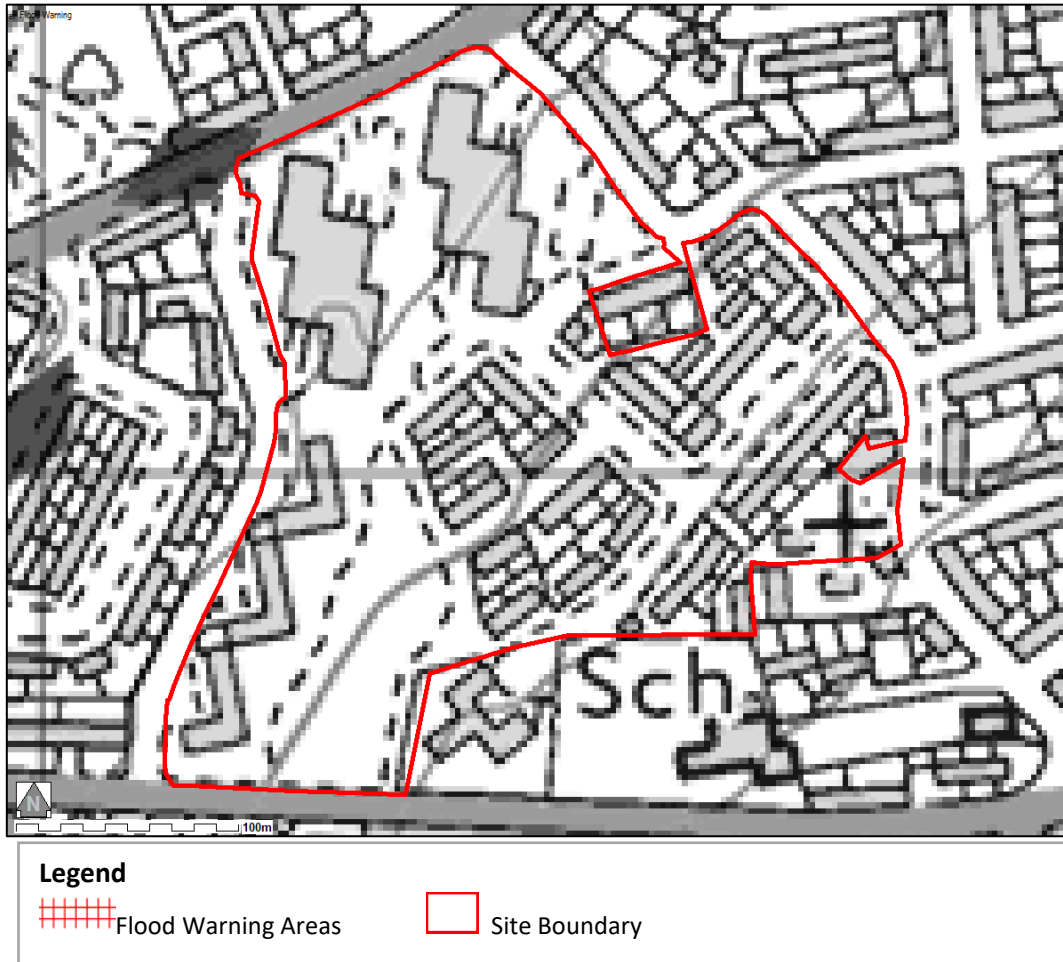 Flood Warning
Sch
N
100m
Legend
Flood Warning Areas
Site Boundary